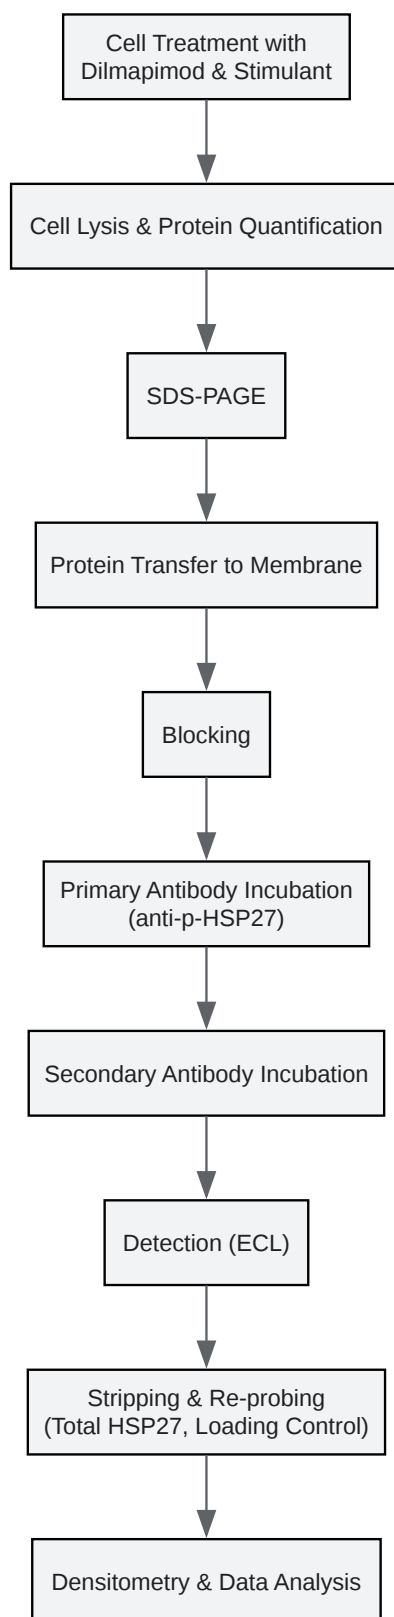 Cell Treatment with
Dilmapimod & Stimulant
Cell Lysis & Protein Quantification
SDS-PAGE
Protein Transfer to Membrane
Blocking
Primary Antibody Incubation
(anti-p-HSP27)
Secondary Antibody Incubation
Detection (ECL)
Stripping & Re-probing
(Total HSP27, Loading Control)
Densitometry & Data Analysis